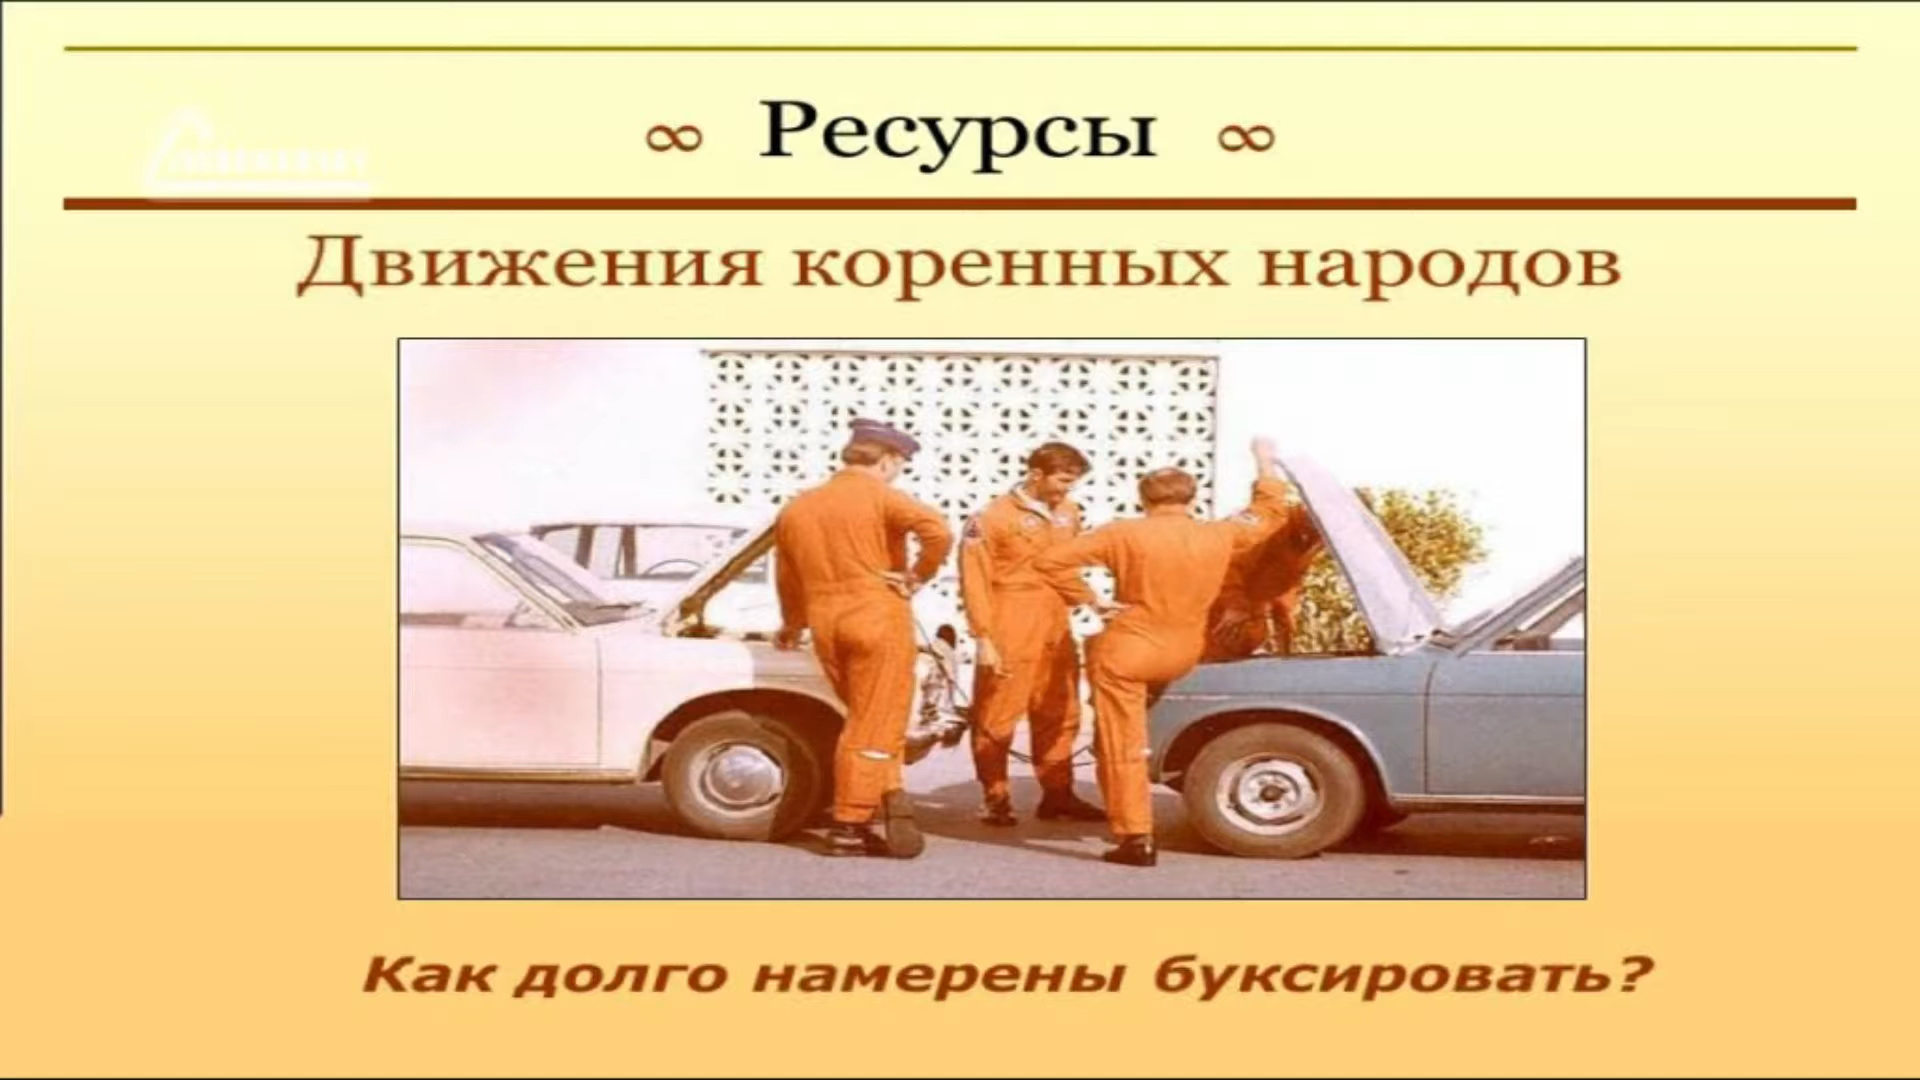 ∞ Ресурсы ∞
Движения коренных народов
Как долго намерены буксировать?